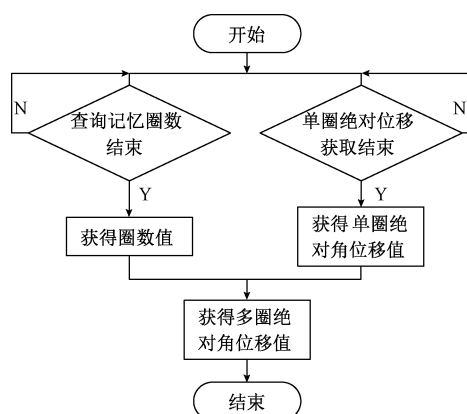 开始
N
查询记忆圈数
结束
Y
单圈绝对位移
获取结束
N
Y
获得圈数值
获得单圈绝
对角位移值
获得多圈绝
对角位移值
结束